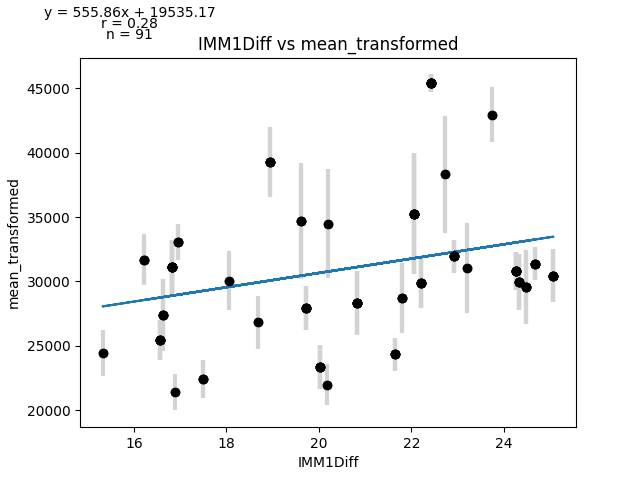 y = 555.86x + 19535.17
r = 0.28
n = 91
IMM1Diff vs mean_transformed
45000
40000
35000
30000
25000
20000
mean_transformed
16 18 20 22 24
IMM1Diff